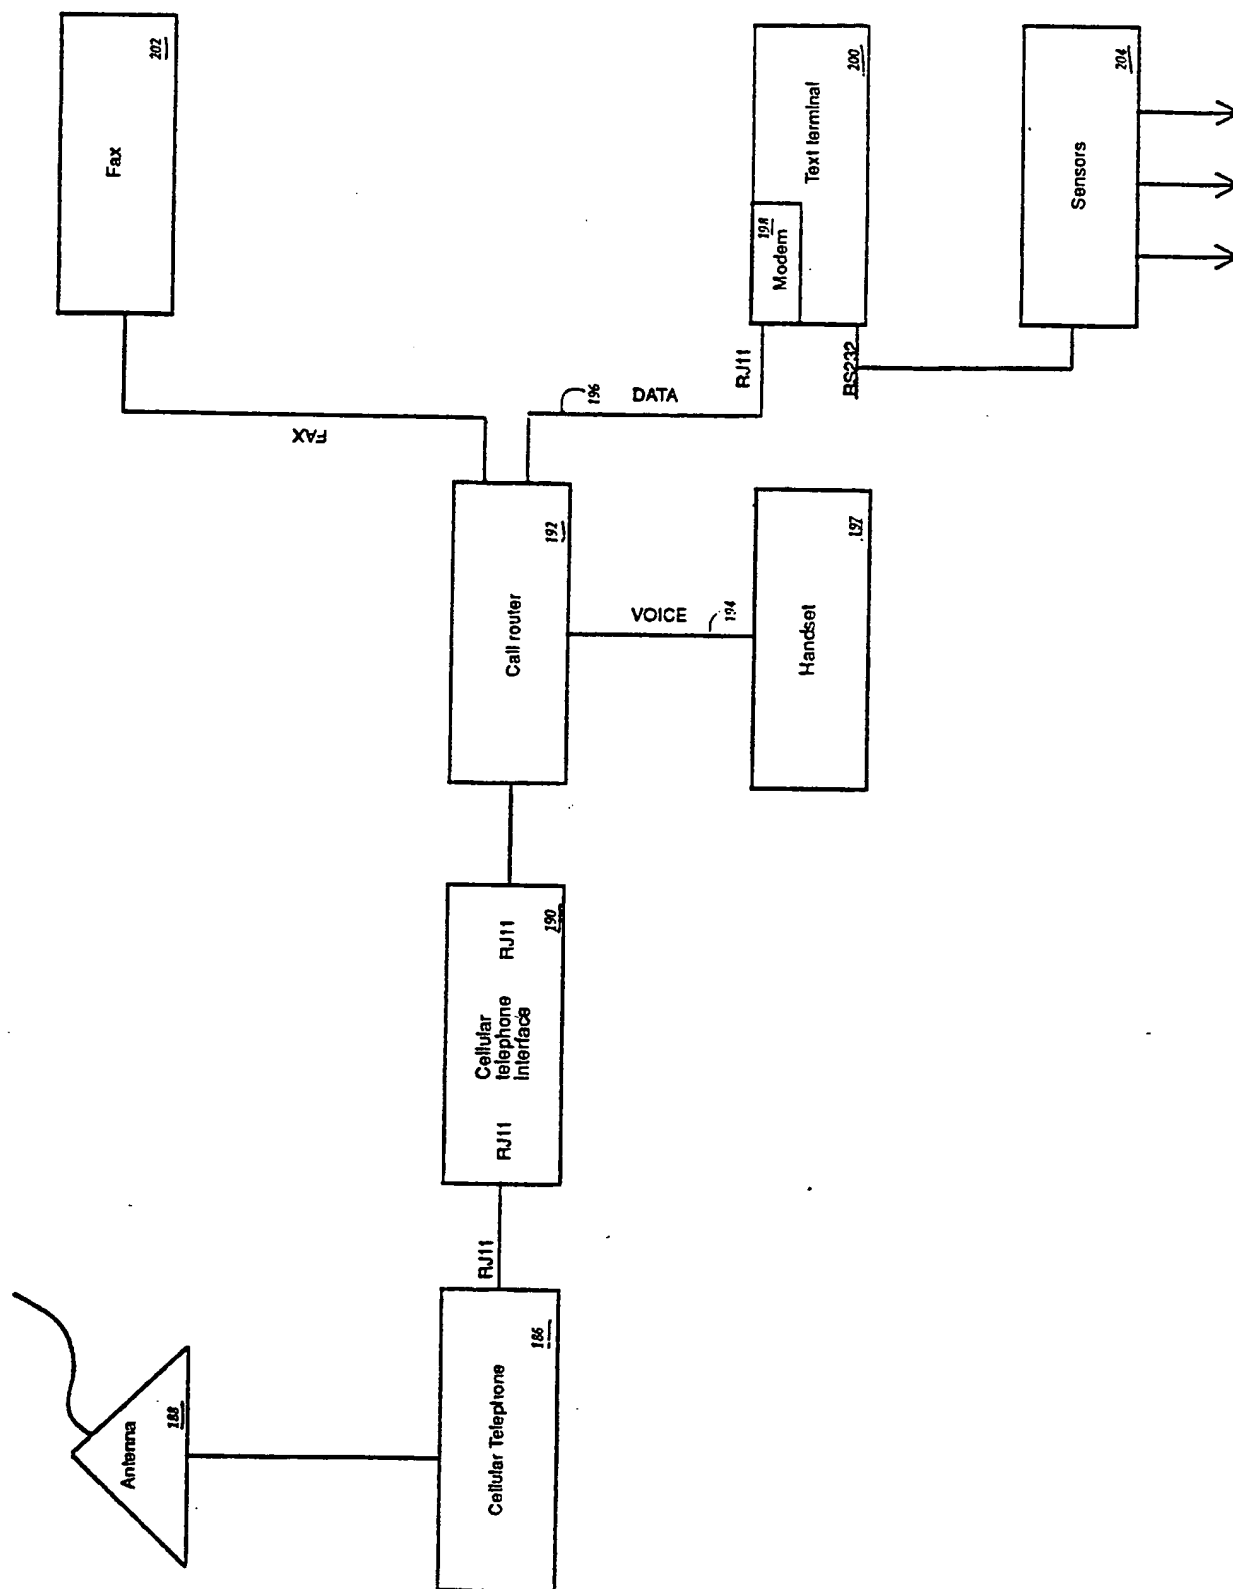 Antenna
188
Cellular Telephone
186
RJ11
RJ11
Cellular
telephone
Interface
RJ11
190
Call router
192
FAX
Fax
202
VOICE
194
Handset
197
196
DATA
RJ11
Modem
198
Text terminal
200
RS232
Sensors
204